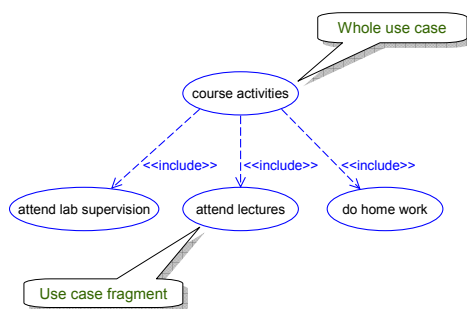 Whole use case
course activities
<<include>> <<include>> <<include>>
attend lab supervision attend lectures do home work
Use case fragment